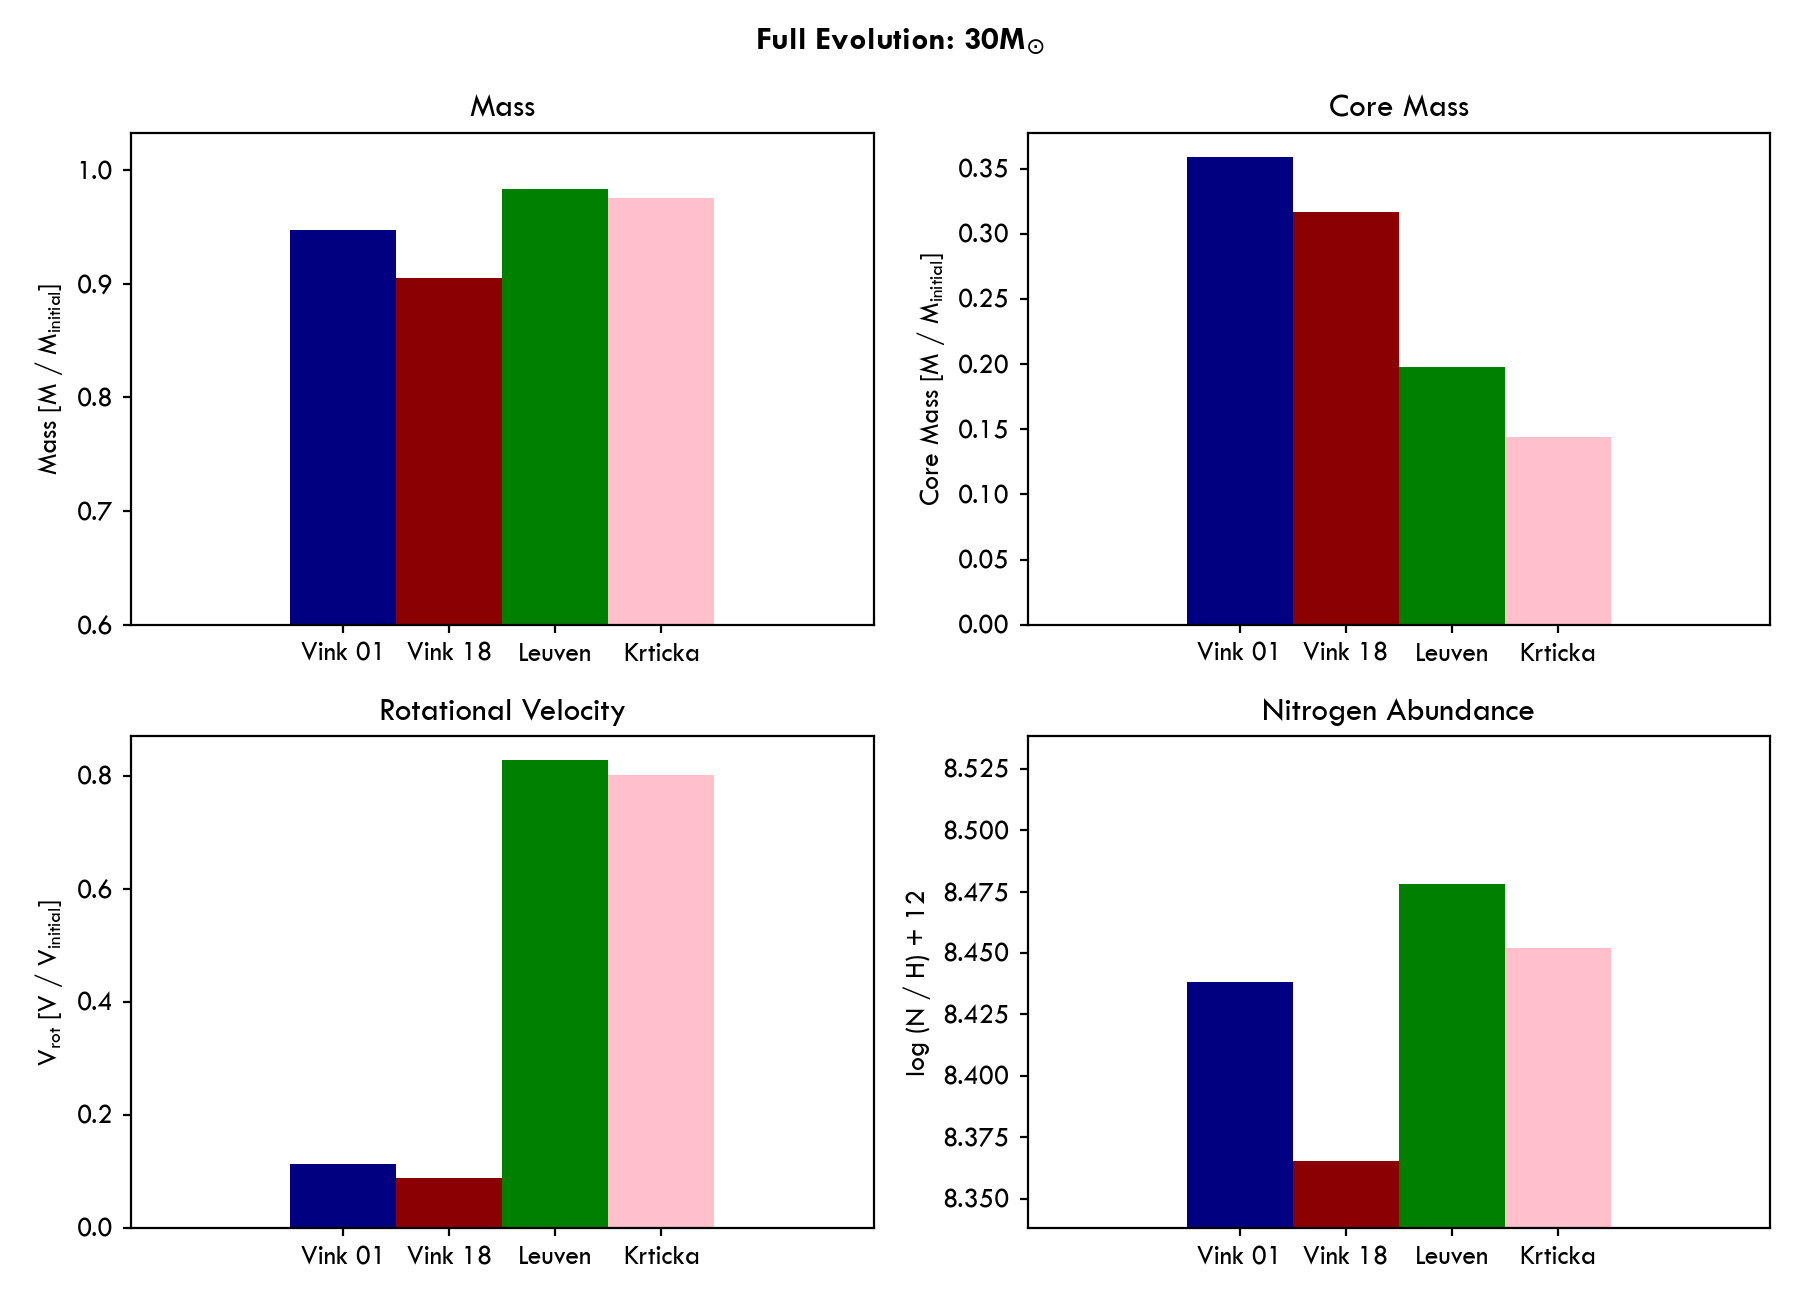 Full Evolution: 30M⊙
Mass
Mass [M / Minitial]
1.0
0.9
0.8
0.7
0.6
Vink 01 Vink 18 Leuven Krticka
Core Mass
Core Mass [M / Minitial]
0.35
0.30
0.25
0.20
0.15
0.10
0.05
0.00
Vink 01 Vink 18 Leuven Krticka
Rotational Velocity
Vrot [V / Vinitial]
0.8
0.6
0.4
0.2
0.0
Vink 01 Vink 18 Leuven Krticka
Nitrogen Abundance
log (N / H) + 12
8.525
8.500
8.475
8.450
8.425
8.400
8.375
8.350
Vink 01 Vink 18 Leuven Krticka